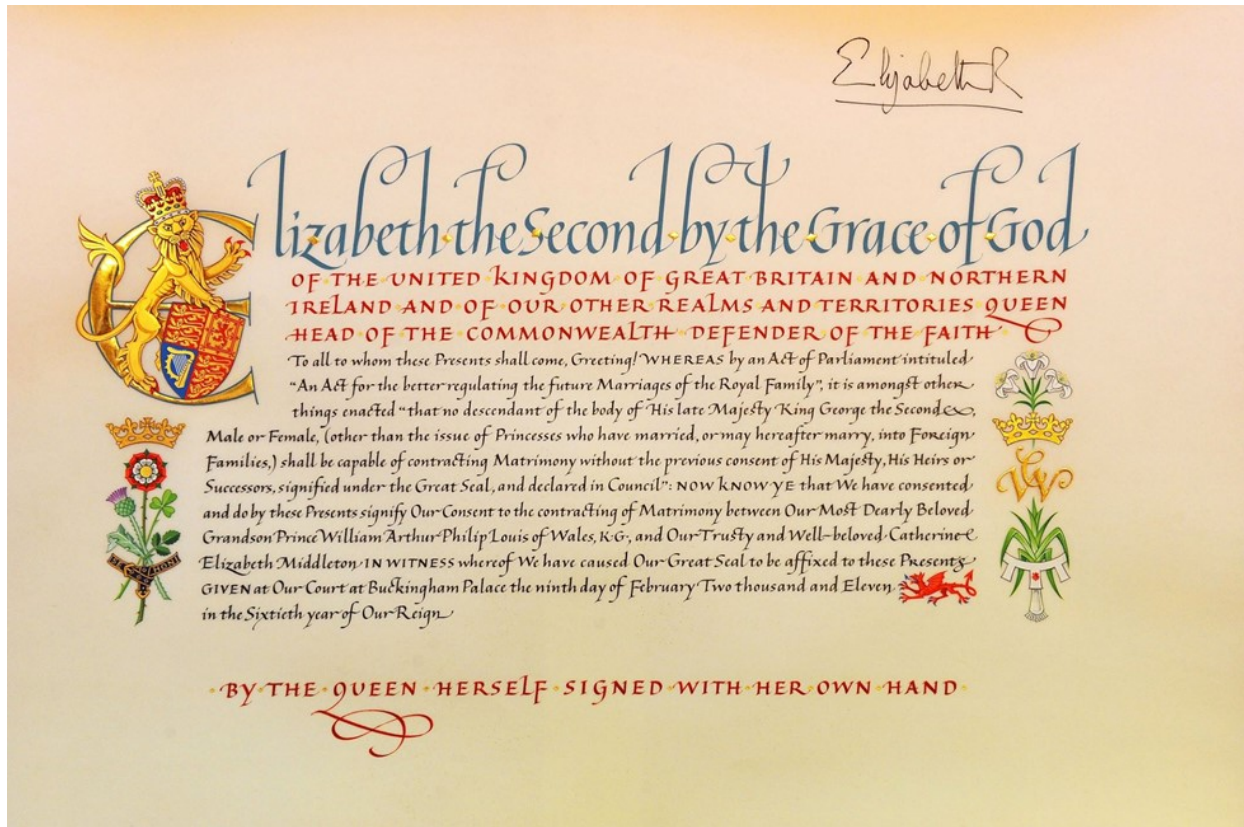 Elizabeth R
Elizabeth the Second by the Grace of God
OF THE UNITED KINGDOM OF GREAT BRITAIN AND NORTHERN
IRELAND AND OF OUR OTHER REALMS AND TERRITORIES QUEEN
HEAD OF THE COMMONWEALTH DEFENDER OF THE FAITH
To all to whom these Presents shall come, Greeting! WHEREAS by an Act of Parliament intituled
"An Act for the better regulating the future Marriages of the Royal Family", it is amongst other
things enacted "that no descendant of the body of His late Majesty King George the Second,
Male or Female, (other than the issue of Princesses who have married, or may hereafter marry, into Foreign
Families,) shall be capable of contracting Matrimony without the previous consent of His Majesty, His Heirs or
Successors, signified under the Great Seal, and declared in Council": NOW KNOW YE that We have consented
and do by these Presents signify Our Consent to the contracting of Matrimony between Our Most Dearly Beloved
Grandson Prince William Arthur Philip Louis of Wales, K.G., and Our Trusty and Well-beloved Catherine
Elizabeth Middleton IN WITNESS whereof We have caused Our Great Seal to be affixed to these Presents
GIVEN at Our Court at Buckingham Palace the ninth day of February Two thousand and Eleven
in the Sixtieth year of Our Reign
BY THE QUEEN HERSELF SIGNED WITH HER OWN HAND